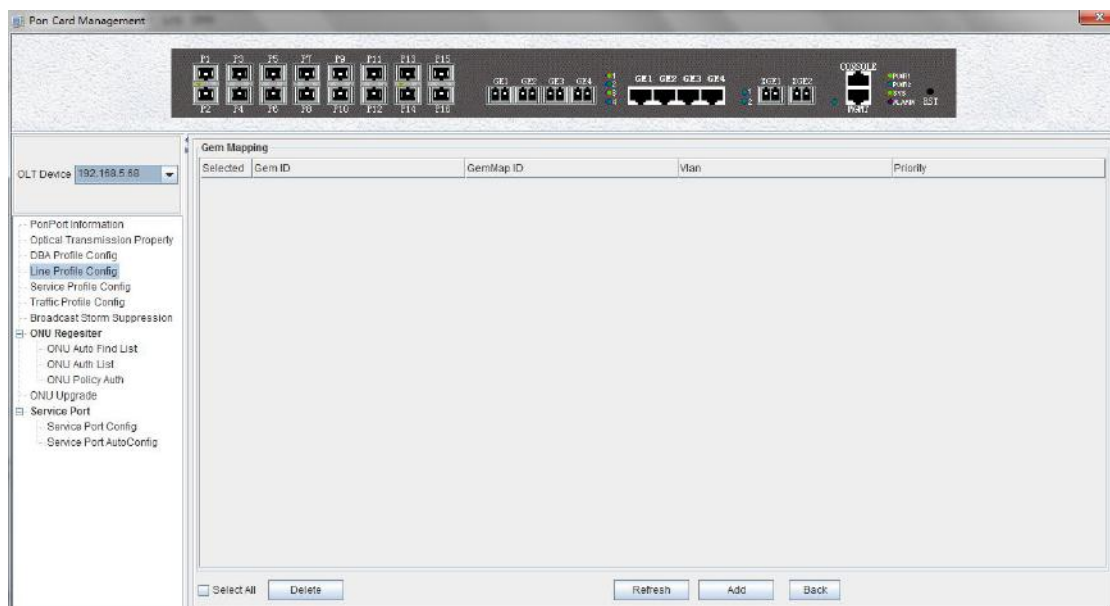 Pon Card Management
P1 P3 P5 P7 P9 P11 P13 P15
P2 P4 P6 P8 P10 P12 P14 P16
GE1 GE2 GE3 GE4
GE1 GE2 GE3 GE4
CONSOLE
SYS
ALARM
RST
OLT Device 192.168.5.68
PonPort Information
Optical Transmission Property
DBA Profile Config
Line Profile Config
Service Profile Config
Traffic Profile Config
Broadcast Storm Suppression
ONU Regesiter
ONU Auto Find List
ONU Auth List
ONU Policy Auth
ONU Upgrade
Service Port
Service Port Config
Service Port AutoConfig
Gem Mapping
Selected Gem ID GemMap ID Vlan Priority
Select All Delete Refresh Add Back